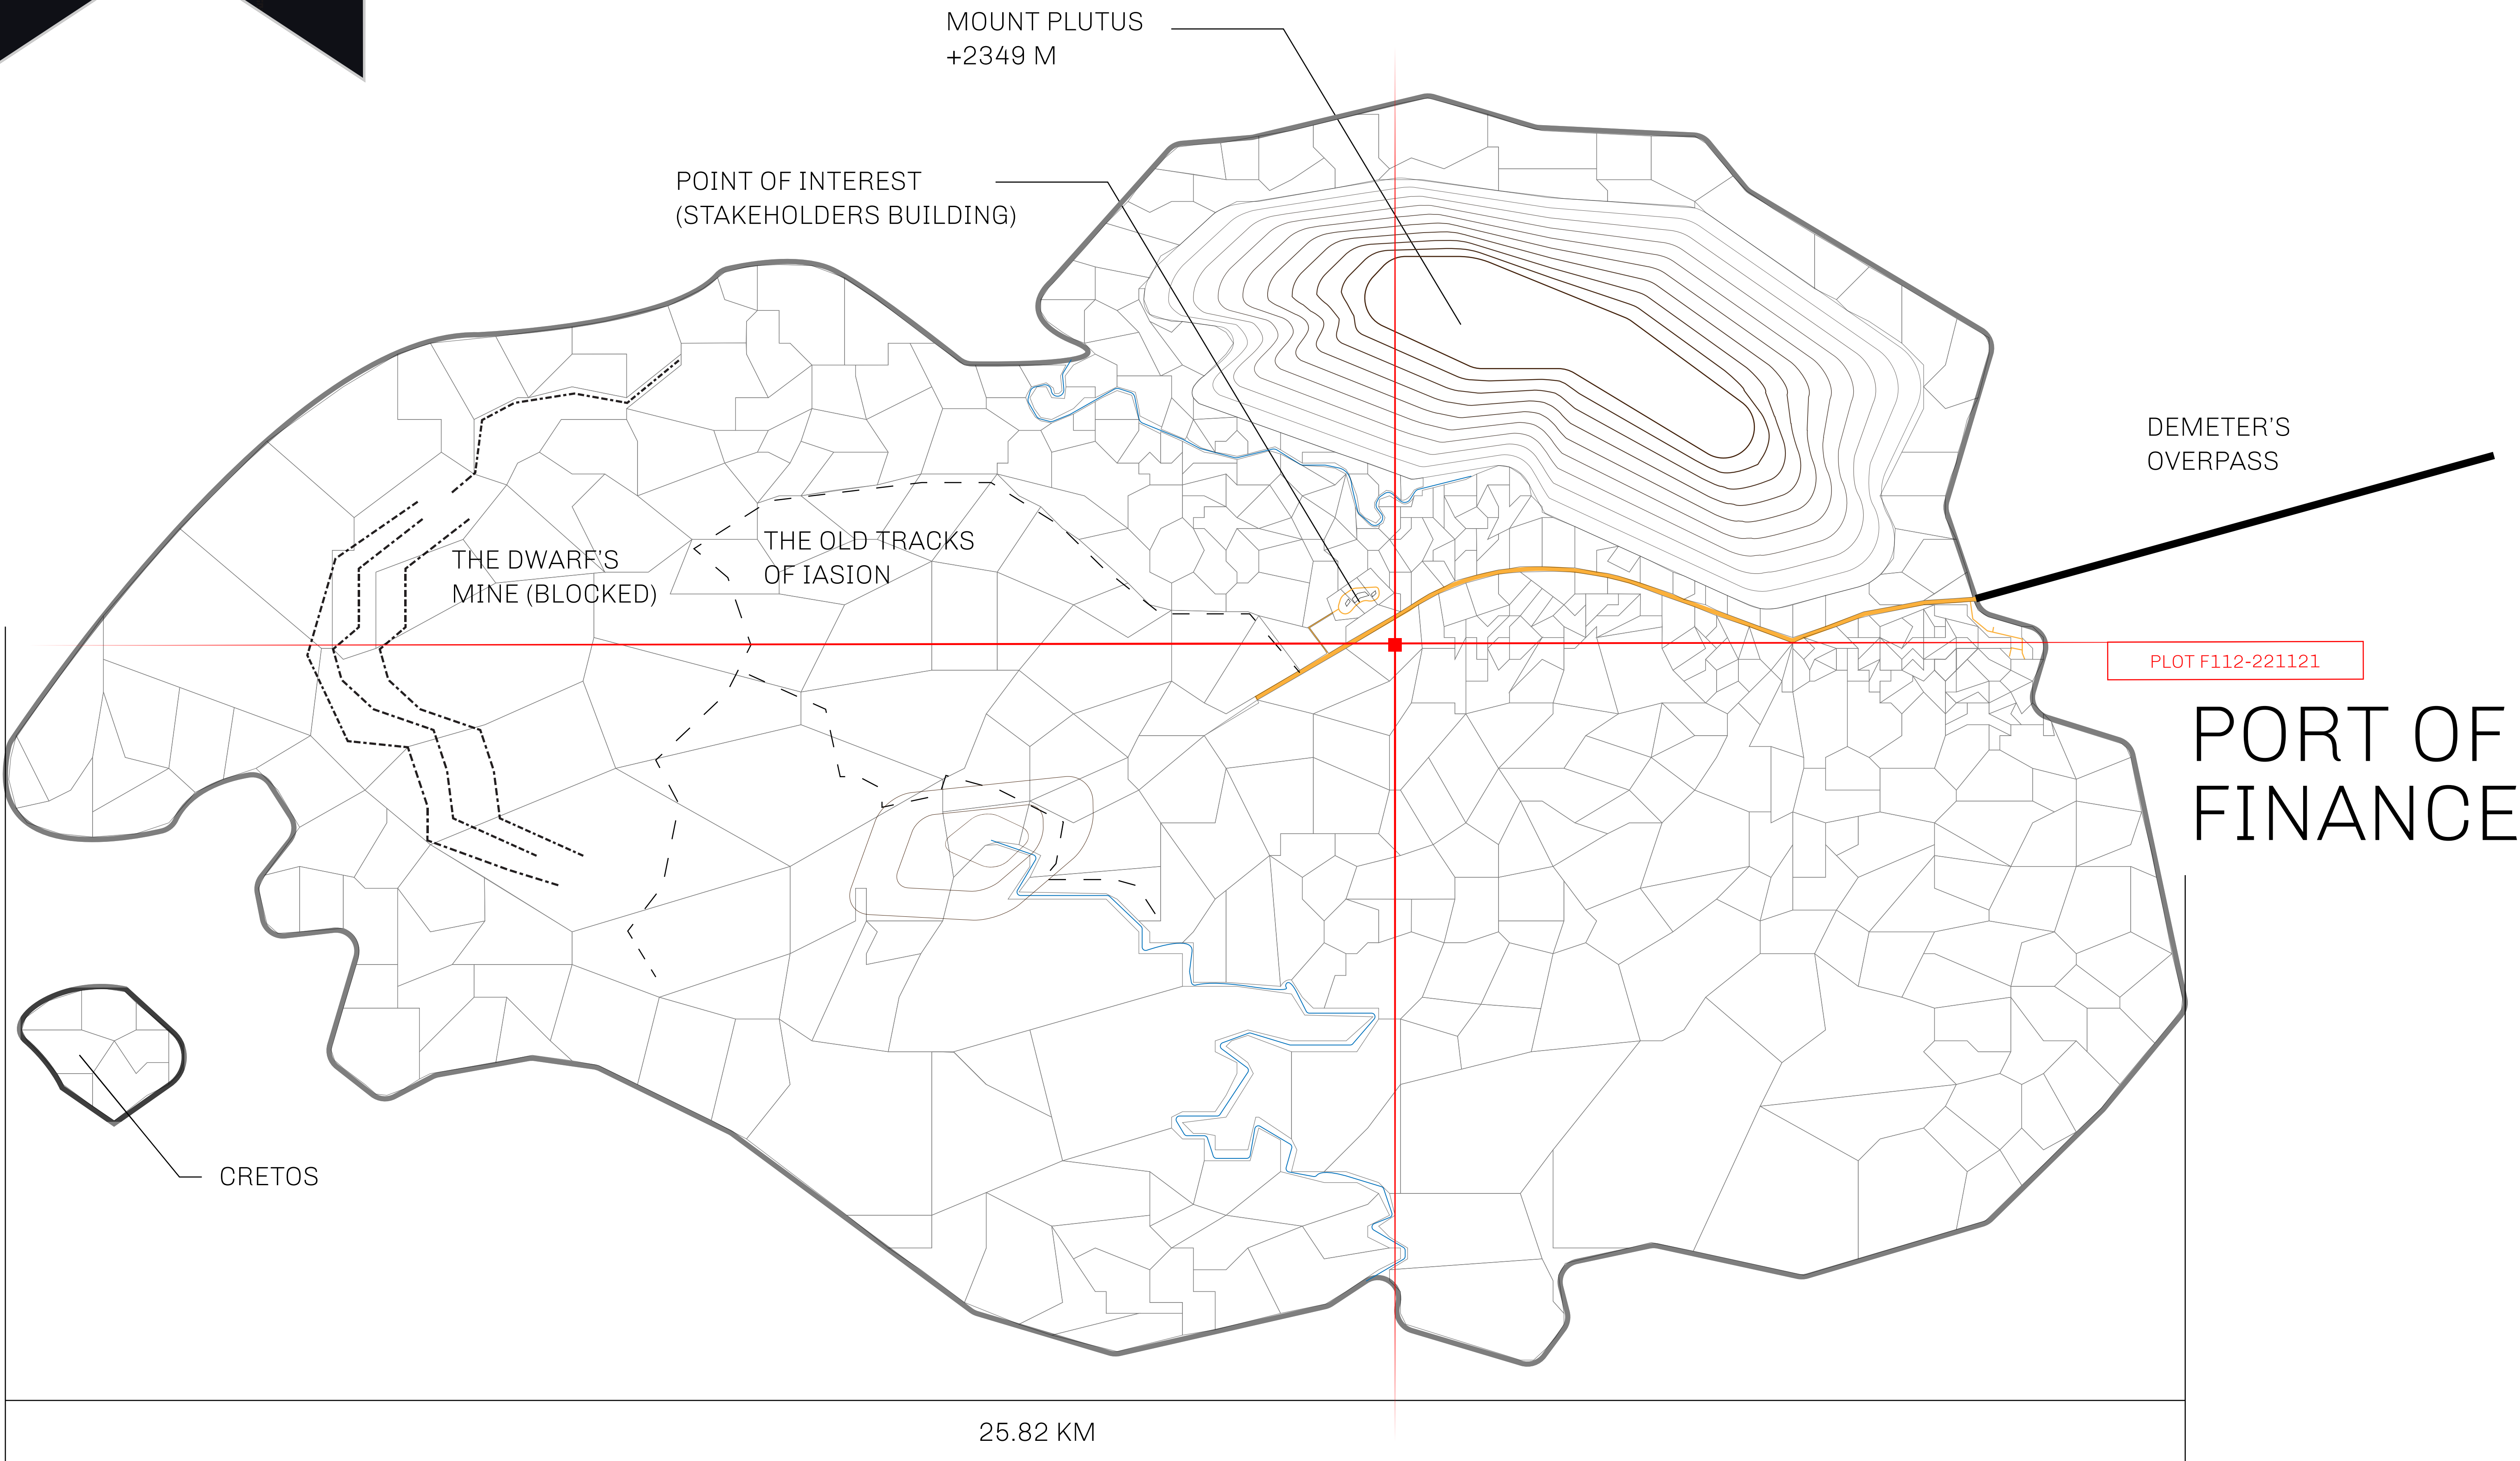 MOUNT PLUTUS
+2349 M
POINT OF INTEREST
(STAKEHOLDERS BUILDING)
DEMETER'S
OVERPASS
THE DWARF'S
MINE (BLOCKED)
THE OLD TRACKS
OF IASION
PLOT F112-221121
PORT OF
FINANCE
CRETOS
25.82 KM